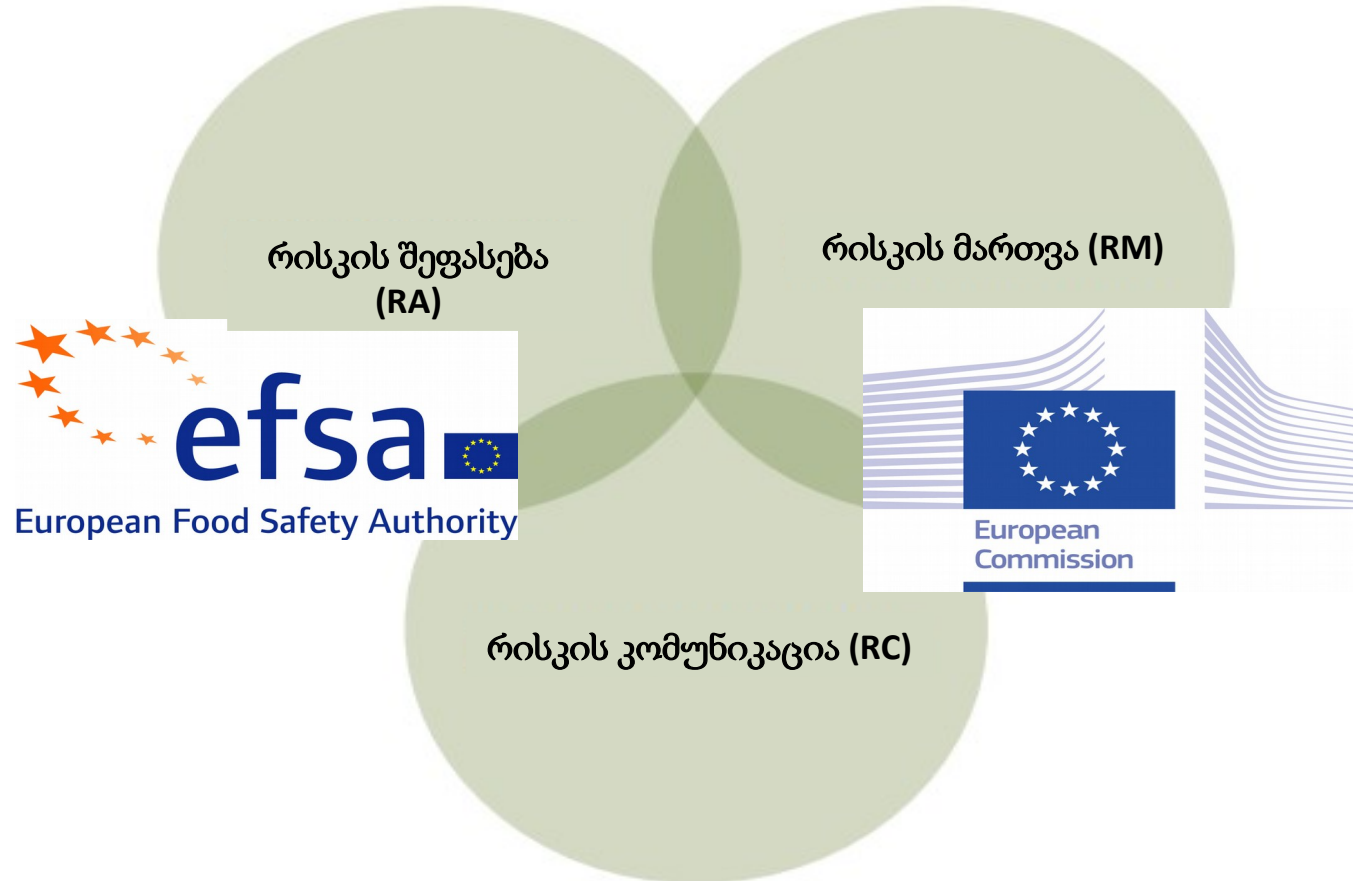 რისკის შეფასება
(RA)
რისკის მართვა (RM)
efsa
European Food Safety Authority
European
Commission
რისკის კომუნიკაცია (RC)